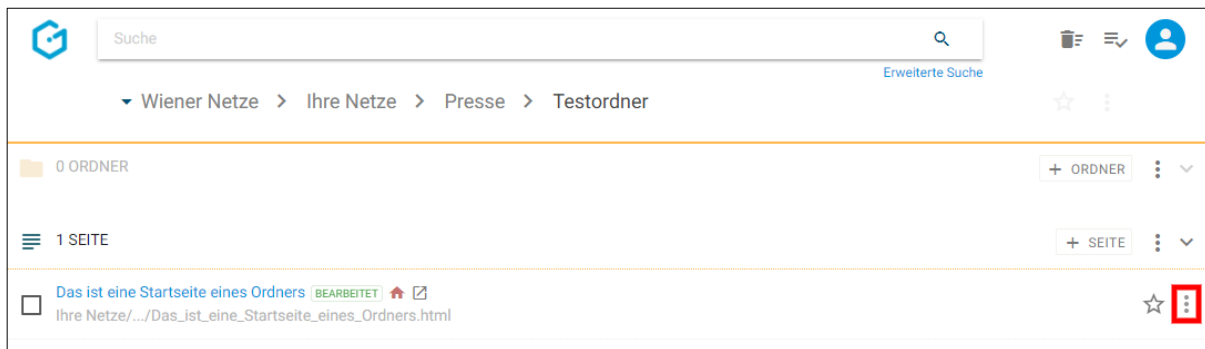 Suche
Erweiterte Suche
Wiener Netze > Ihre Netze > Presse > Testordner
0 ORDNER + ORDNER
1 SEITE + SEITE
Das ist eine Startseite eines Ordners BEARBEITET
Ihre Netze/.../Das_ist_eine_Startseite_eines_Ordners.html